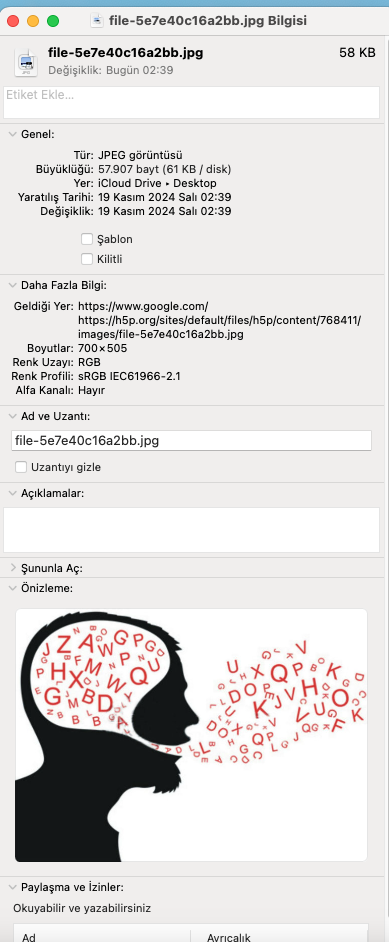 file-5e7e40c16a2bb.jpg Bilgisi
file-5e7e40c16a2bb.jpg 58 KB
Değişiklik: Bugün 02:39
Etiket Ekle...
Genel:
Tür: JPEG görüntüsü
Büyüklüğü: 57.907 bayt (61 KB / disk)
Yer: iCloud Drive ▸ Desktop
Yaratılış Tarihi: 19 Kasım 2024 Salı 02:39
Değişiklik: 19 Kasım 2024 Salı 02:39
Şablon
Kilitli
Daha Fazla Bilgi:
Geldiği Yer: https://www.google.com/
https://h5p.org/sites/default/files/h5p/content/768411/
images/file-5e7e40c16a2bb.jpg
Boyutlar: 700×505
Renk Uzayı: RGB
Renk Profili: sRGB IEC61966-2.1
Alfa Kanalı: Hayır
Ad ve Uzantı:
file-5e7e40c16a2bb.jpg
Uzantıyı gizle
Açıklamalar:
Şununla Aç:
Önizleme:
Paylaşma ve İzinler:
Okuyabilir ve yazabilirsiniz
Ad Ayrıcalık